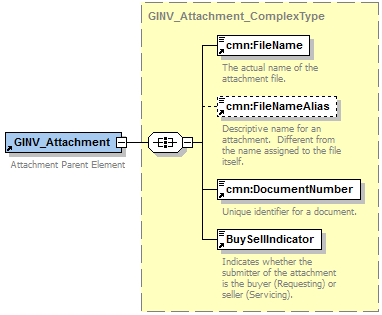 GINV_Attachment_ComplexType
cmn:FileName
The actual name of the
attachment file.
cmn:FileNameAlias
Descriptive name for an
attachment. Different from
the name assigned to the file
itself.
GINV_Attachment
Attachment Parent Element
cmn:DocumentNumber
Unique identifier for a document.
BuySellIndicator
Indicates whether the
submitter of the attachment
is the buyer (Requesting) or
seller (Servicing).